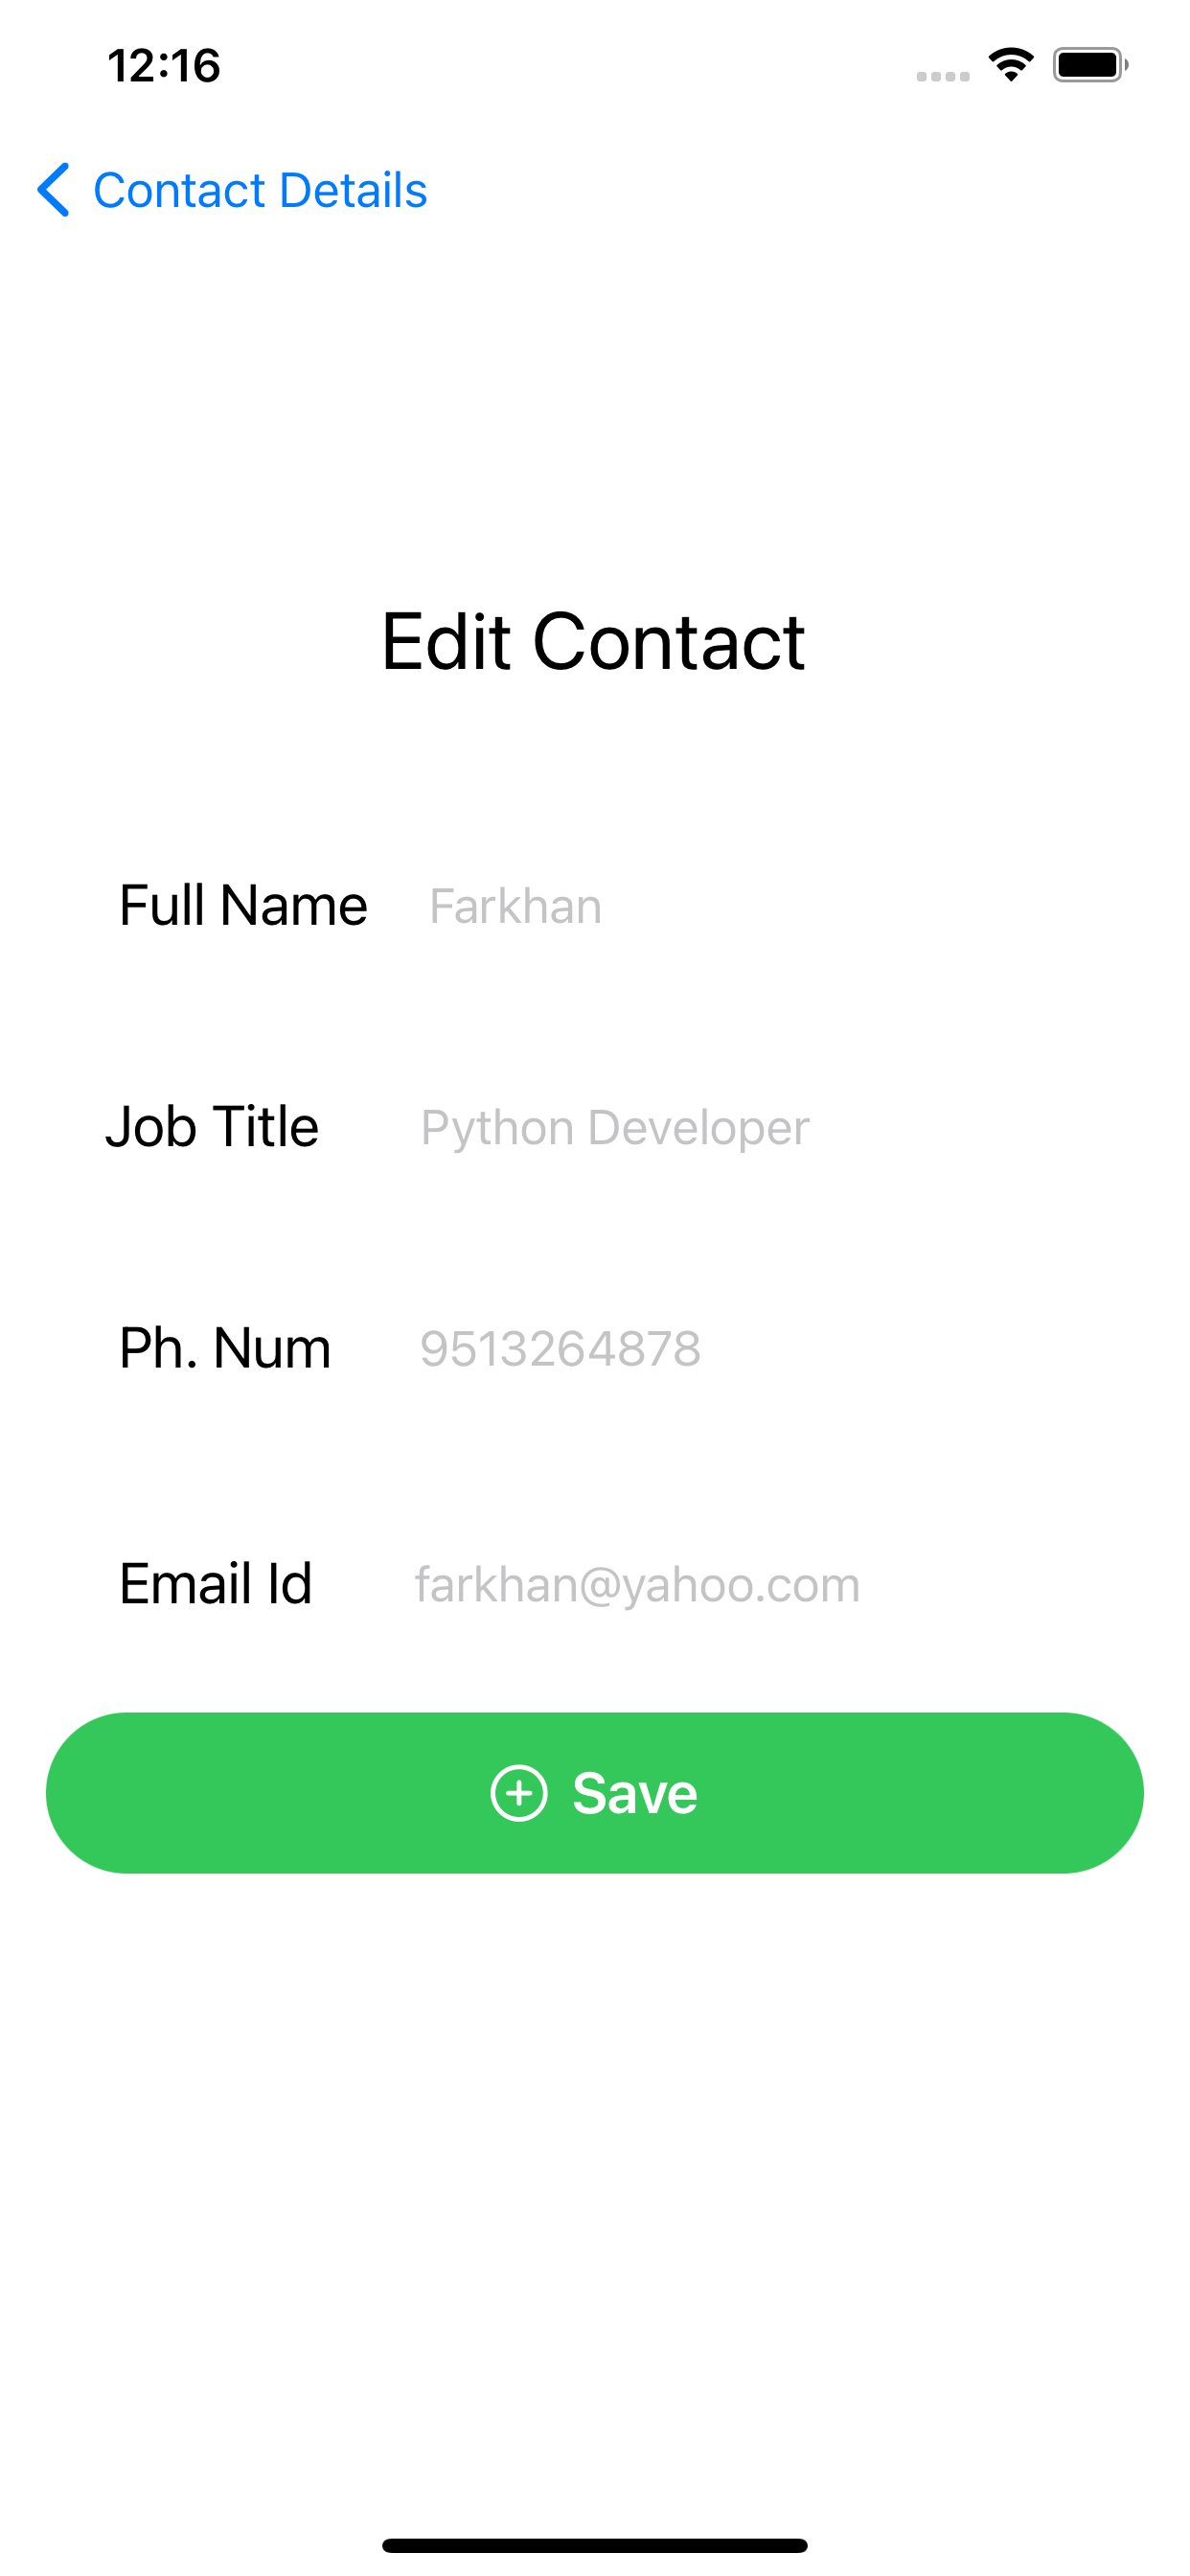 12:16
Contact Details
Edit Contact
Full Name Farkhan
Job Title Python Developer
Ph. Num 9513264878
Email Id farkhan@yahoo.com
Save